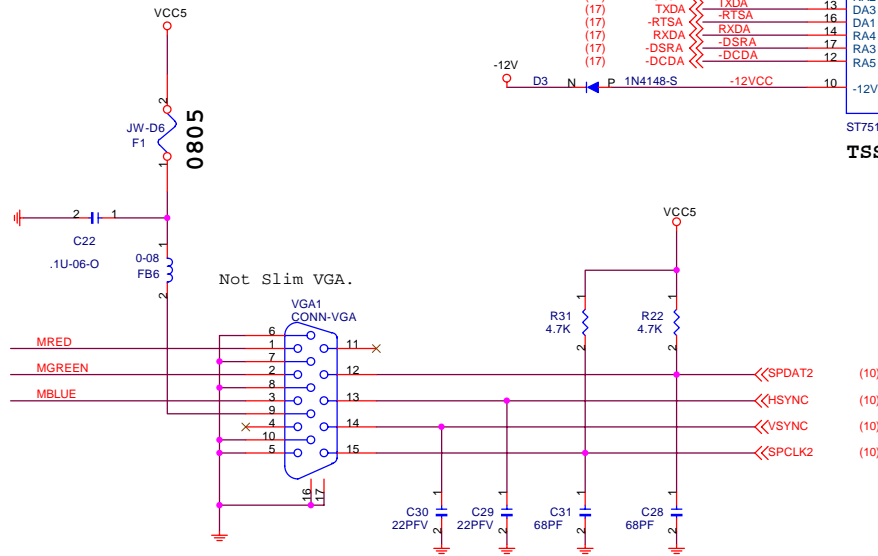 VCC5
(17) TXDA TXDA 13 DA3
(17) -RTSA -RTSA 16 DA1
(17) RXDA RXDA 14 RA4
(17) -DSRA -DSRA 17 RA3
(17) -DCDA -DCDA 12 RA5
-12V
D3 N P 1N4148-S -12VCC 10 -12V
ST751
TSS
2
JW-D6
F1
0805
1
2 1
C22
.1U-06-O
1
0-08
FB6
2
VCC5
Not Slim VGA.
VGA1
CONN-VGA
1 1
R31 R22
4.7K 4.7K
2 2
6
MRED 1 11
7
MGREEN 2 12 SPDAT2 (10)
8
MBLUE 3 13 HSYNC (10)
9
4 14 VSYNC (10)
10
5 15 SPCLK2 (10)
16 17
1 1 1 1
C30 C29 C31 C28
22PFV 22PFV 68PF 68PF
2 2 2 2